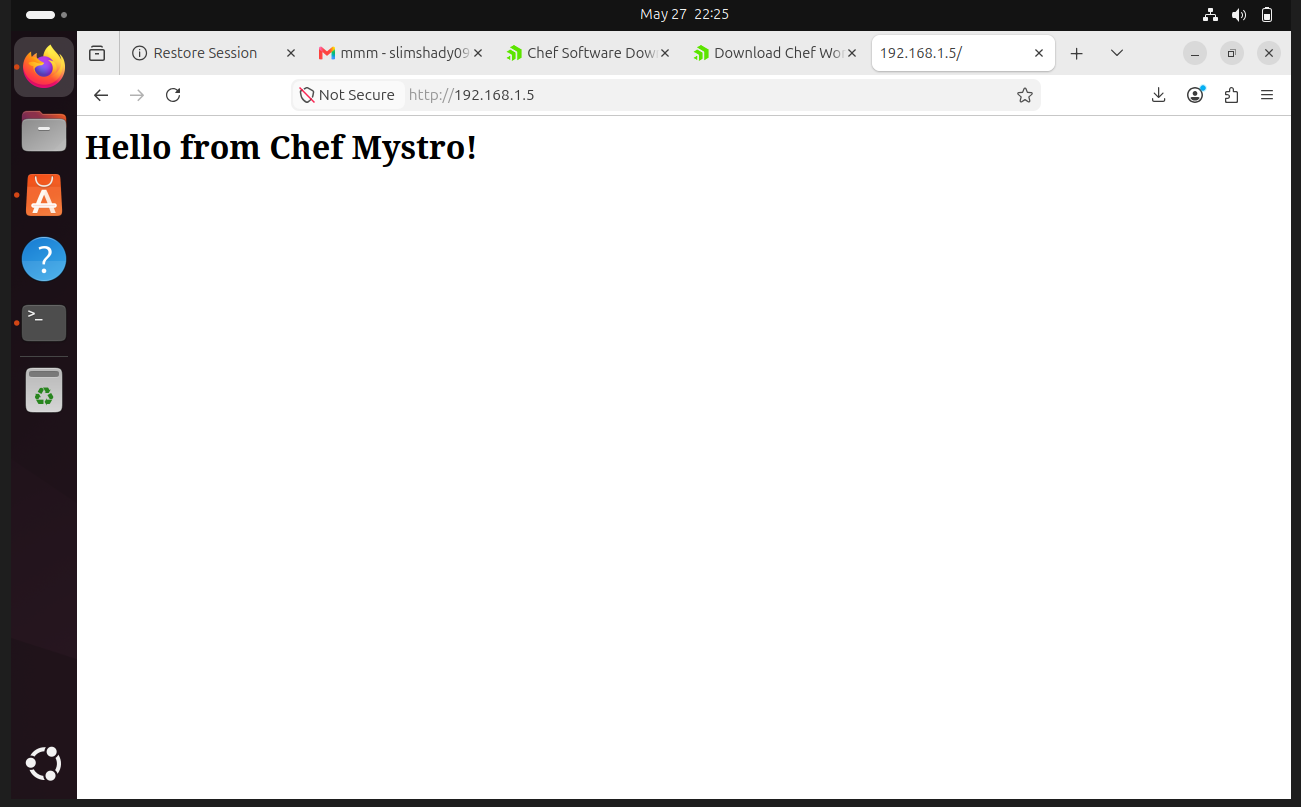 May 27 22:25
Restore Session
mmm - slimshady09
Chef Software Dow
Download Chef Wor
192.168.1.5/
Not Secure
http://192.168.1.5
Hello from Chef Mystro!
A
?
>_